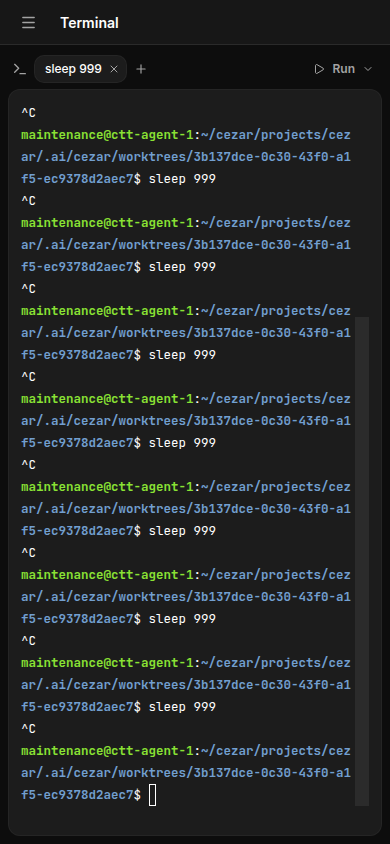 Terminal
sleep 999
Run
^C
maintenance@ctt-agent-1:~/cezar/projects/cez
ar/.ai/cezar/worktrees/3b137dce-0c30-43f0-a1
f5-ec9378d2aec7$ sleep 999
^C
maintenance@ctt-agent-1:~/cezar/projects/cez
ar/.ai/cezar/worktrees/3b137dce-0c30-43f0-a1
f5-ec9378d2aec7$ sleep 999
^C
maintenance@ctt-agent-1:~/cezar/projects/cez
ar/.ai/cezar/worktrees/3b137dce-0c30-43f0-a1
f5-ec9378d2aec7$ sleep 999
^C
maintenance@ctt-agent-1:~/cezar/projects/cez
ar/.ai/cezar/worktrees/3b137dce-0c30-43f0-a1
f5-ec9378d2aec7$ sleep 999
^C
maintenance@ctt-agent-1:~/cezar/projects/cez
ar/.ai/cezar/worktrees/3b137dce-0c30-43f0-a1
f5-ec9378d2aec7$ sleep 999
^C
maintenance@ctt-agent-1:~/cezar/projects/cez
ar/.ai/cezar/worktrees/3b137dce-0c30-43f0-a1
f5-ec9378d2aec7$ sleep 999
^C
maintenance@ctt-agent-1:~/cezar/projects/cez
ar/.ai/cezar/worktrees/3b137dce-0c30-43f0-a1
f5-ec9378d2aec7$ sleep 999
^C
maintenance@ctt-agent-1:~/cezar/projects/cez
ar/.ai/cezar/worktrees/3b137dce-0c30-43f0-a1
f5-ec9378d2aec7$